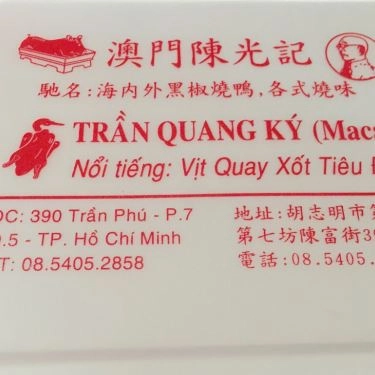 澳門陳光記
馳名：海内外黑椒燒鴨，各式燒味
TRẦN QUANG KÝ
Nổi tiếng: Vịt Quay Xốt Tiêu
ĐC: 390 Trần Phú - P.7
Q.5 - TP. Hồ Chí Minh
ĐT: 08.5405.2858
地址：胡志明市第
第七坊陳富街39
電話：08.5405.